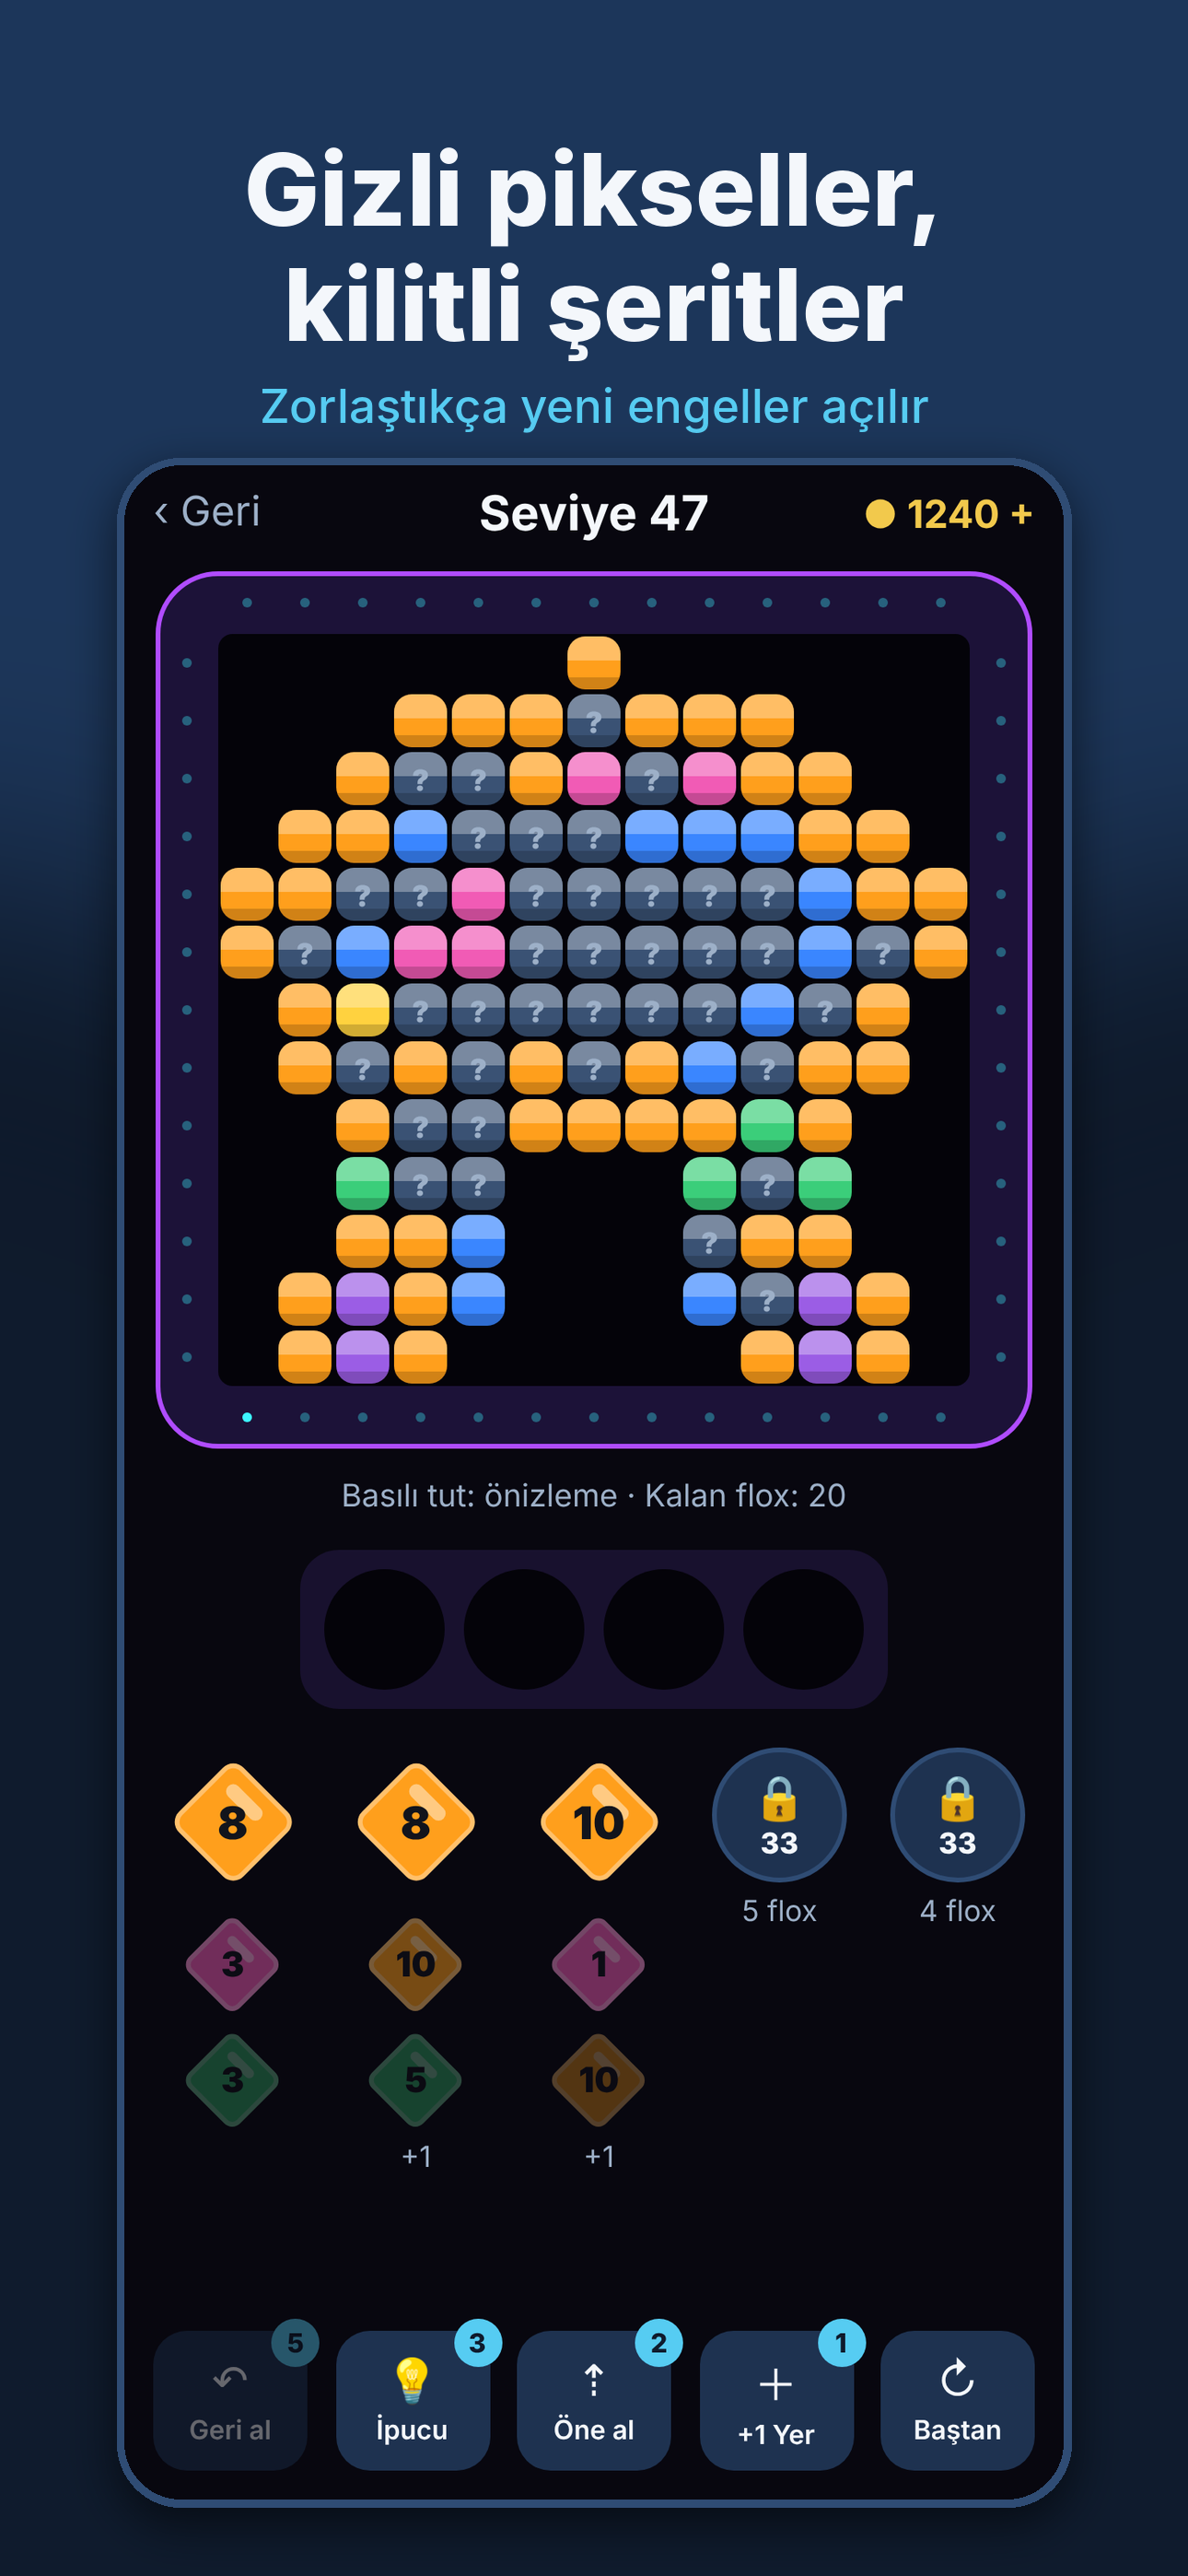 Gizli pikseller,
kilitli şeritler
Zorlaştıkça yeni engeller açılır
‹ Geri
Seviye 47
1240 +
?
? ? ?
? ? ?
? ? ? ? ? ? ?
? ? ? ? ? ? ?
? ? ? ? ? ? ?
? ? ? ?
? ?
? ? ?
?
?
Basılı tut: önizleme · Kalan flox: 20
8 8 10 33 33
5 flox 4 flox
3 10 1
3 5 10
+1 +1
5 3 2 1
Geri al İpucu Öne al +1 Yer Baştan